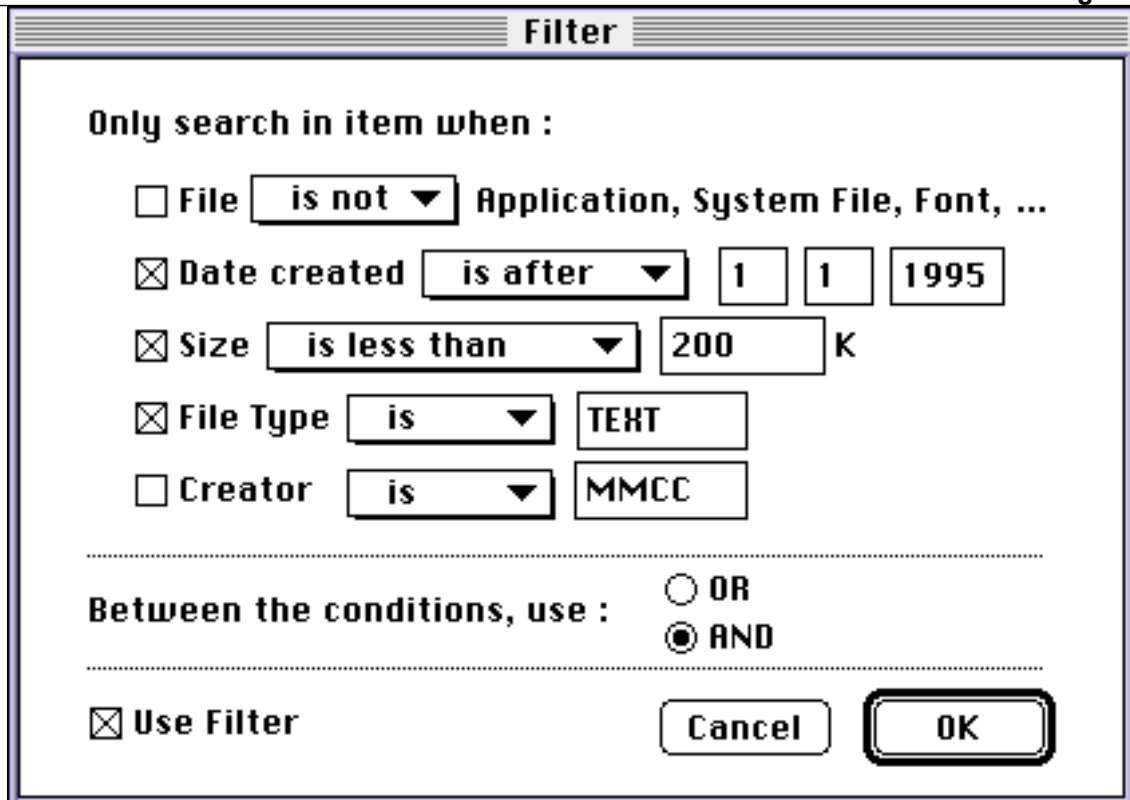 Filter
Only search in item when :
File is not Application, System File, Font, ...
Date created is after 1 1 1995
Size is less than 200 K
File Type is TEXT
Creator is MMCC
Between the conditions, use :
OR
AND
Use Filter Cancel OK